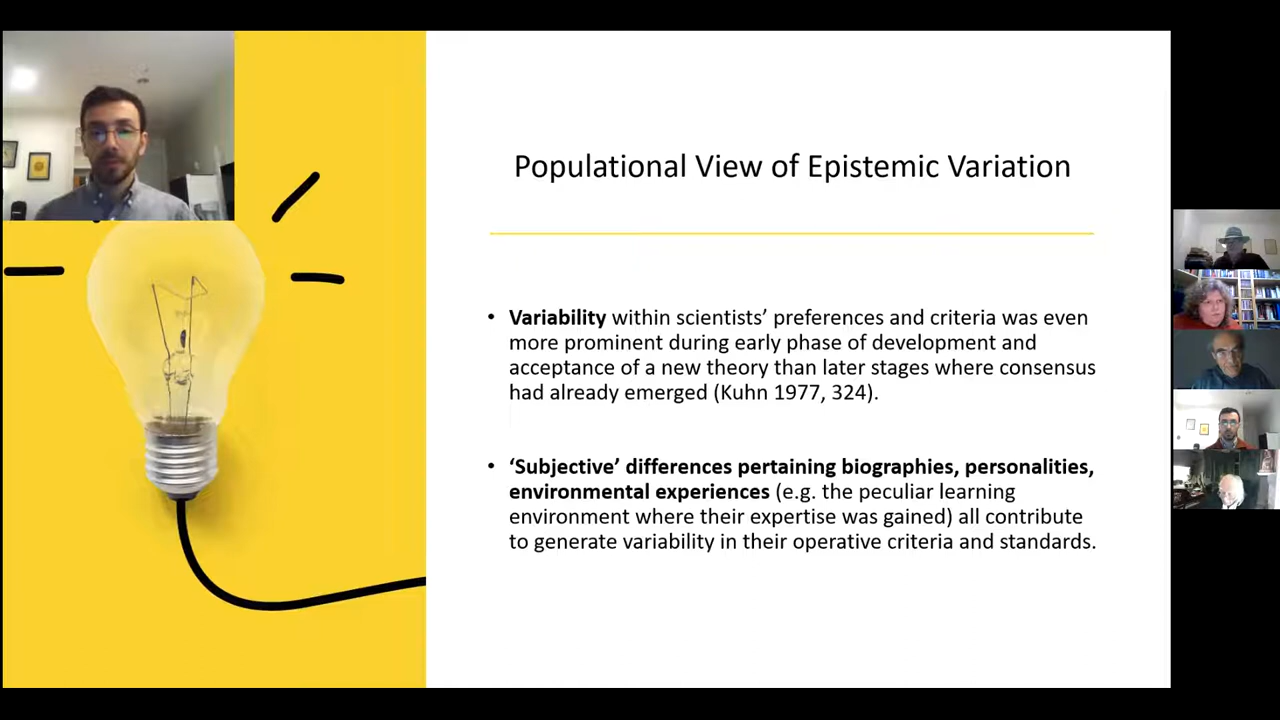 Populational View of Epistemic Variation
• Variability within scientists’ preferences and criteria was even
more prominent during early phase of development and
acceptance of a new theory than later stages where consensus
had already emerged (Kuhn 1977, 324).
• ‘Subjective’ differences pertaining biographies, personalities,
environmental experiences (e.g. the peculiar learning
environment where their expertise was gained) all contribute
to generate variability in their operative criteria and standards.